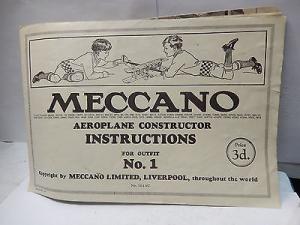 MECCANO
AEROPLANE CONSTRUCTOR
INSTRUCTIONS
FOR OUTFIT
No. 1
Price
3d.
Copyright by MECCANO LIMITED, LIVERPOOL, throughout the world